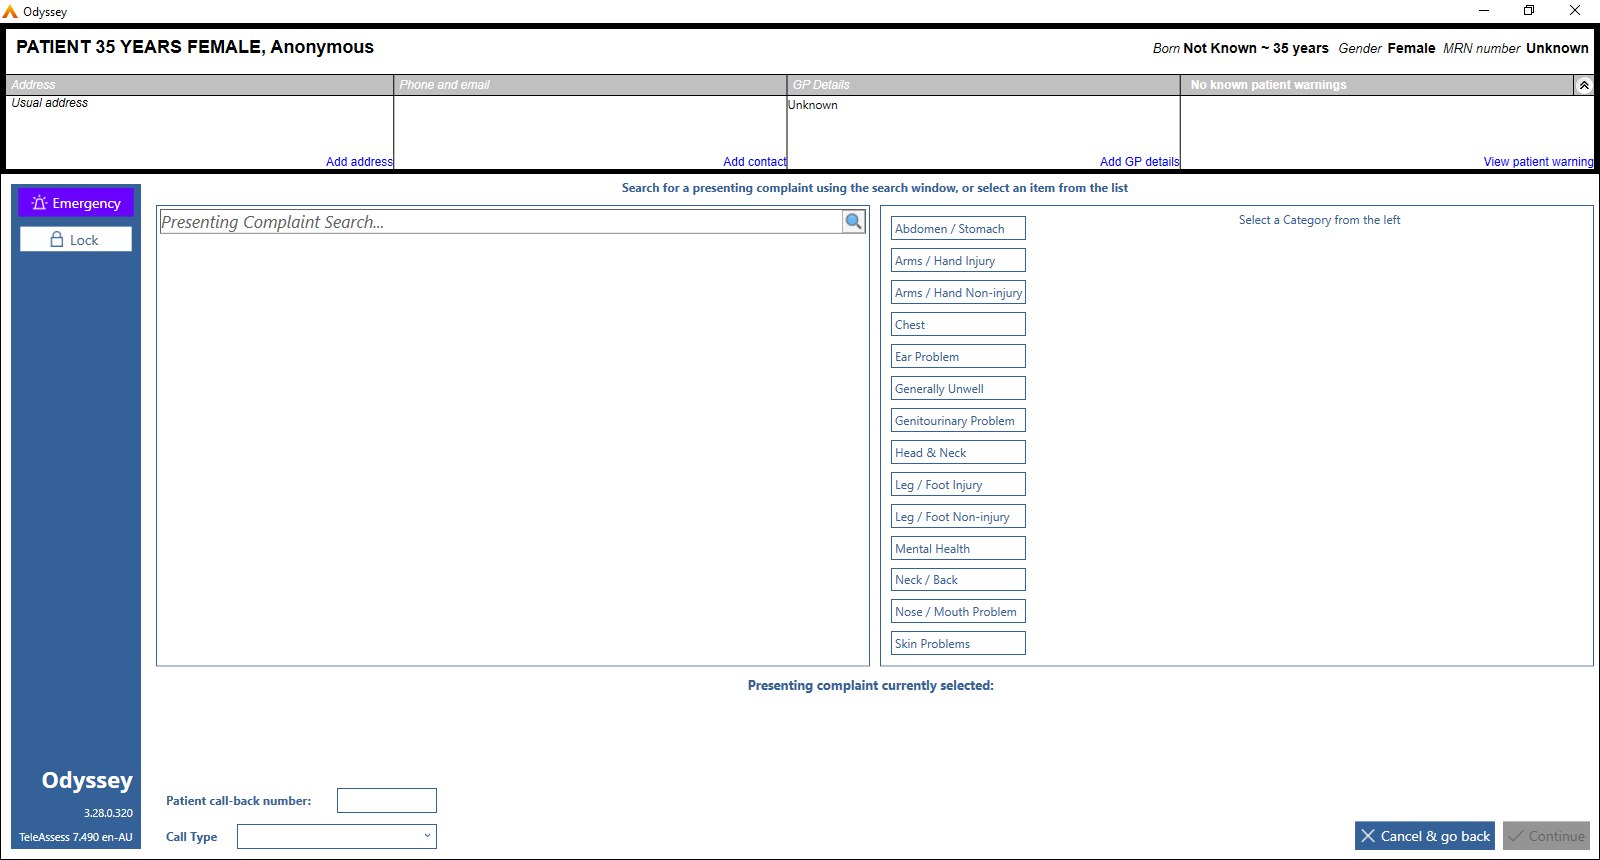 Odyssey
PATIENT 35 YEARS FEMALE, Anonymous
Born Not Known ~ 35 years Gender Female MRN number Unknown
Address
Phone and email
GP Details
No known patient warnings
Usual address
Unknown
Add address
Add contact
Add GP details
View patient warning
Emergency
Lock
Search for a presenting complaint using the search window, or select an item from the list
Presenting Complaint Search...
Abdomen / Stomach
Arms / Hand Injury
Arms / Hand Non-injury
Chest
Ear Problem
Generally Unwell
Genitourinary Problem
Head & Neck
Leg / Foot Injury
Leg / Foot Non-injury
Mental Health
Neck / Back
Nose / Mouth Problem
Skin Problems
Select a Category from the left
Presenting complaint currently selected:
Odyssey
3.28.0.320
TeleAssess 7.490 en-AU
Patient call-back number:
Call Type
Cancel & go back
Continue